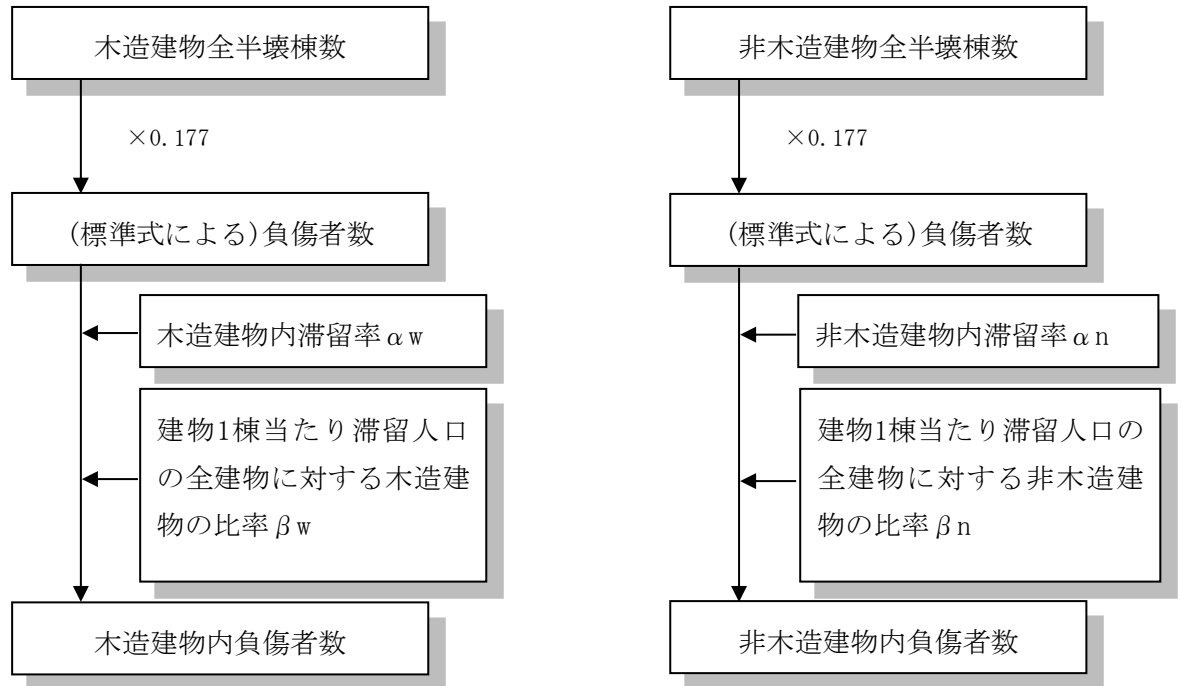 木造建物全半壊棟数
×0.177
(標準式による)負傷者数
木造建物内滞留率αw
建物1棟当たり滞留人口
の全建物に対する木造建
物の比率βw
木造建物内負傷者数
非木造建物全半壊棟数
×0.177
(標準式による)負傷者数
非木造建物内滞留率αn
建物1棟当たり滞留人口の
全建物に対する非木造建
物の比率βn
非木造建物内負傷者数